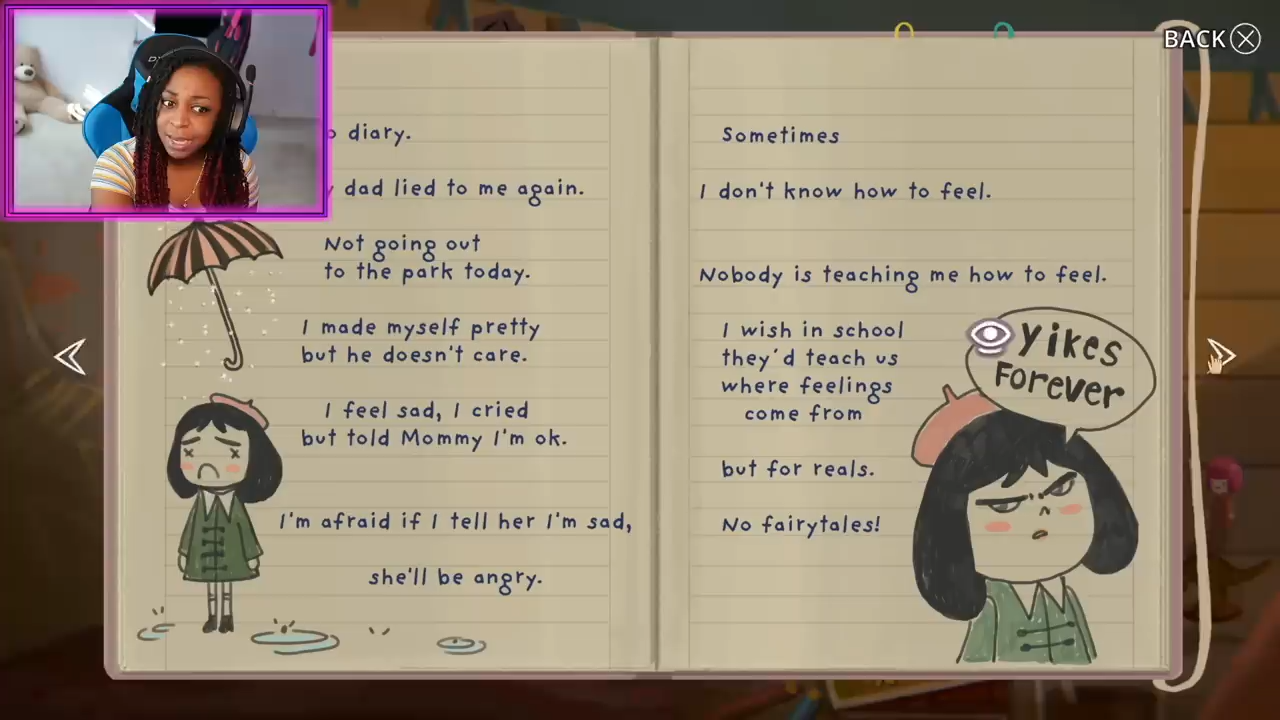 BACK
diary.
dad lied to me again.
Not going out
to the park today.
I made myself pretty
but he doesn't care.
I feel sad, I cried
but told Mommy I'm ok.
I'm afraid if I tell her I'm sad,
she'll be angry.
Sometimes
I don't know how to feel.
Nobody is teaching me how to feel.
I wish in school
they'd teach us
where feelings
come from
but for reals.
No fairytales!
Yikes
Forever